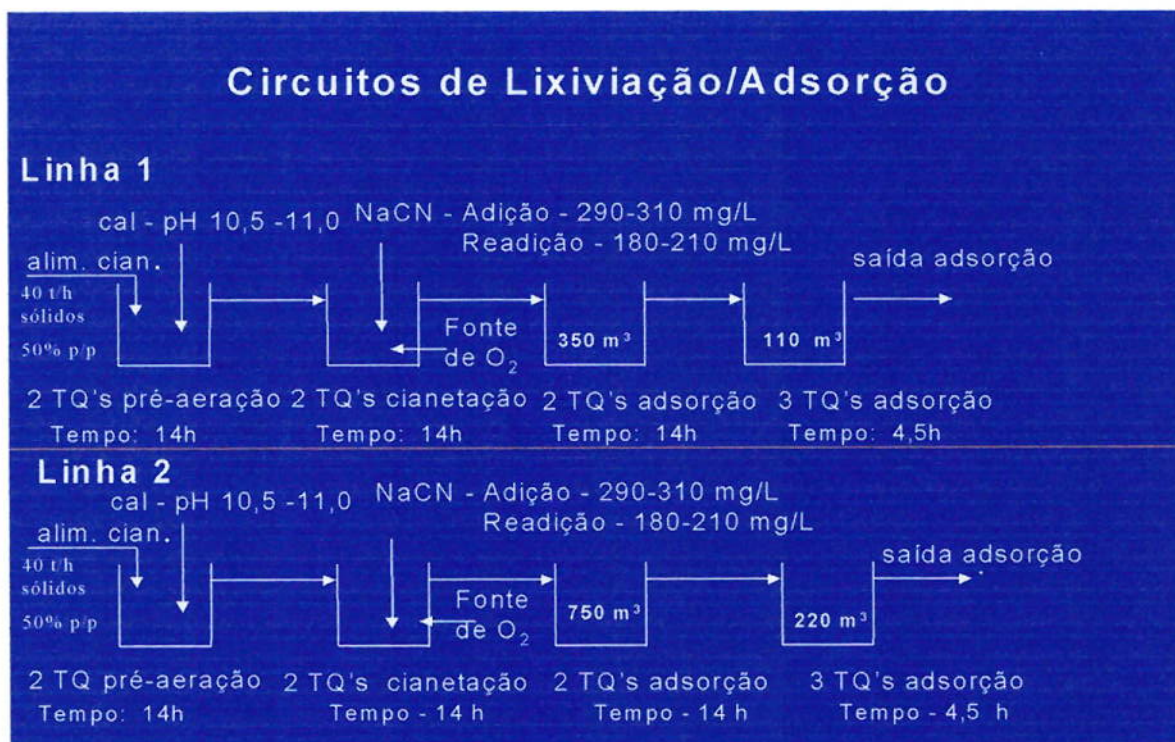 Circuitos de Lixiviação/Adsorção
Linha 1
cal - pH 10,5 -11,0
NaCN - Adição - 290-310 mg/L
Readição - 180-210 mg/L
alim. cian.
saída adsorção
40 t/h
sólidos
50% p/p
Fonte
de O2
350 m³
110 m³
2 TQ's pré-aeração
2 TQ's cianetação
2 TQ's adsorção
3 TQ's adsorção
Tempo: 14h
Tempo: 14h
Tempo: 14h
Tempo: 4,5h
Linha 2
cal - pH 10,5 -11,0
NaCN - Adição - 290-310 mg/L
Readição - 180-210 mg/L
alim. cian.
saída adsorção
40 t/h
sólidos
50% p/p
Fonte
de O2
750 m³
220 m³
2 TQ pré-aeração
2 TQ's cianetação
2 TQ's adsorção
3 TQ's adsorção
Tempo: 14h
Tempo - 14 h
Tempo - 14 h
Tempo - 4,5 h